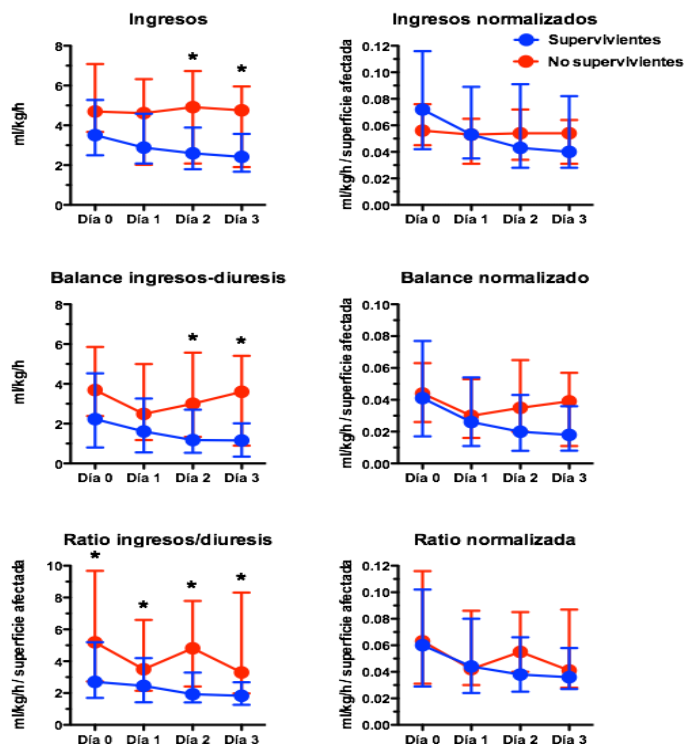 Ingresos
ml/kg/h
8
6
4
2
0
* *
Día 0 Día 1 Día 2 Día 3
Ingresos normalizados
Supervivientes
No supervivientes
ml/kg/h / superficie afectada
0.12
0.10
0.08
0.06
0.04
0.02
0.00
Día 0 Día 1 Día 2 Día 3
Balance ingresos-diuresis
ml/kg/h
8
6
4
2
0
* *
Día 0 Día 1 Día 2 Día 3
Balance normalizado
ml/kg/h / superficie afectada
0.10
0.08
0.06
0.04
0.02
0.00
Día 0 Día 1 Día 2 Día 3
Ratio ingresos/diuresis
ml/kg/h / superficie afectada
10
8
6
4
2
0
* * * *
Día 0 Día 1 Día 2 Día 3
Ratio normalizada
ml/kg/h / superficie afectada
0.12
0.10
0.08
0.06
0.04
0.02
0.00
Día 0 Día 1 Día 2 Día 3